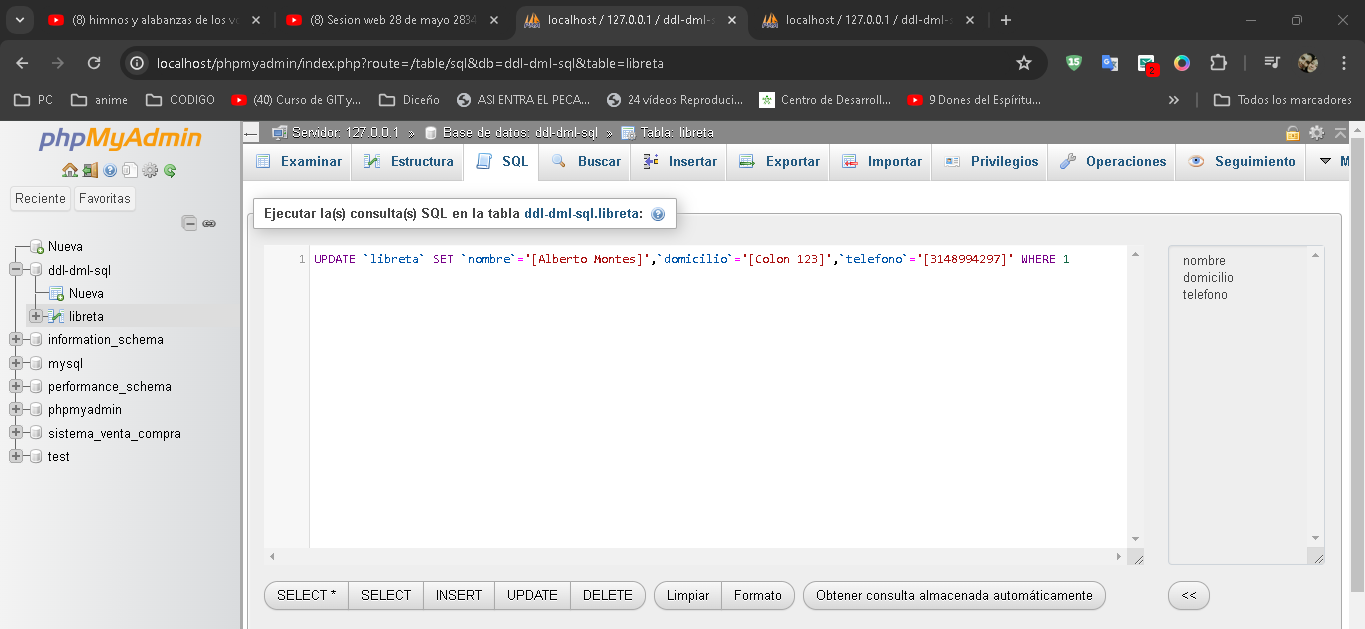 (8) himnos y alabanzas de los v
(8) Sesion web 28 de mayo 2834
localhost / 127.0.0.1 / ddl-dml-s
localhost / 127.0.0.1 / ddl-dml-s
localhost/phpmyadmin/index.php?route=/table/sql&db=ddl-dml-sql&table=libreta
15
2
PC
anime
CODIGO
(40) Curso de GIT y...
Diceño
ASI ENTRA EL PECA...
24 vídeos Reproduci...
Centro de Desarroll...
9 Dones del Espíritu...
»
Todos los marcadores
phpMyAdmin
Reciente
Favoritas
Nueva
ddl-dml-sql
Nueva
libreta
information_schema
mysql
performance_schema
phpmyadmin
sistema_venta_compra
test
Servidor: 127.0.0.1 » Base de datos: ddl-dml-sql » Tabla: libreta
Examinar
Estructura
SQL
Buscar
Insertar
Exportar
Importar
Privilegios
Operaciones
Seguimiento
M
Ejecutar la(s) consulta(s) SQL en la tabla ddl-dml-sql.libreta:
1 UPDATE `libreta` SET `nombre`='[Alberto Montes]',`domicilio`='[Colon 123]',`telefono`='[3148994297]' WHERE 1
nombre
domicilio
telefono
SELECT *
SELECT
INSERT
UPDATE
DELETE
Limpiar
Formato
Obtener consulta almacenada automáticamente
<<